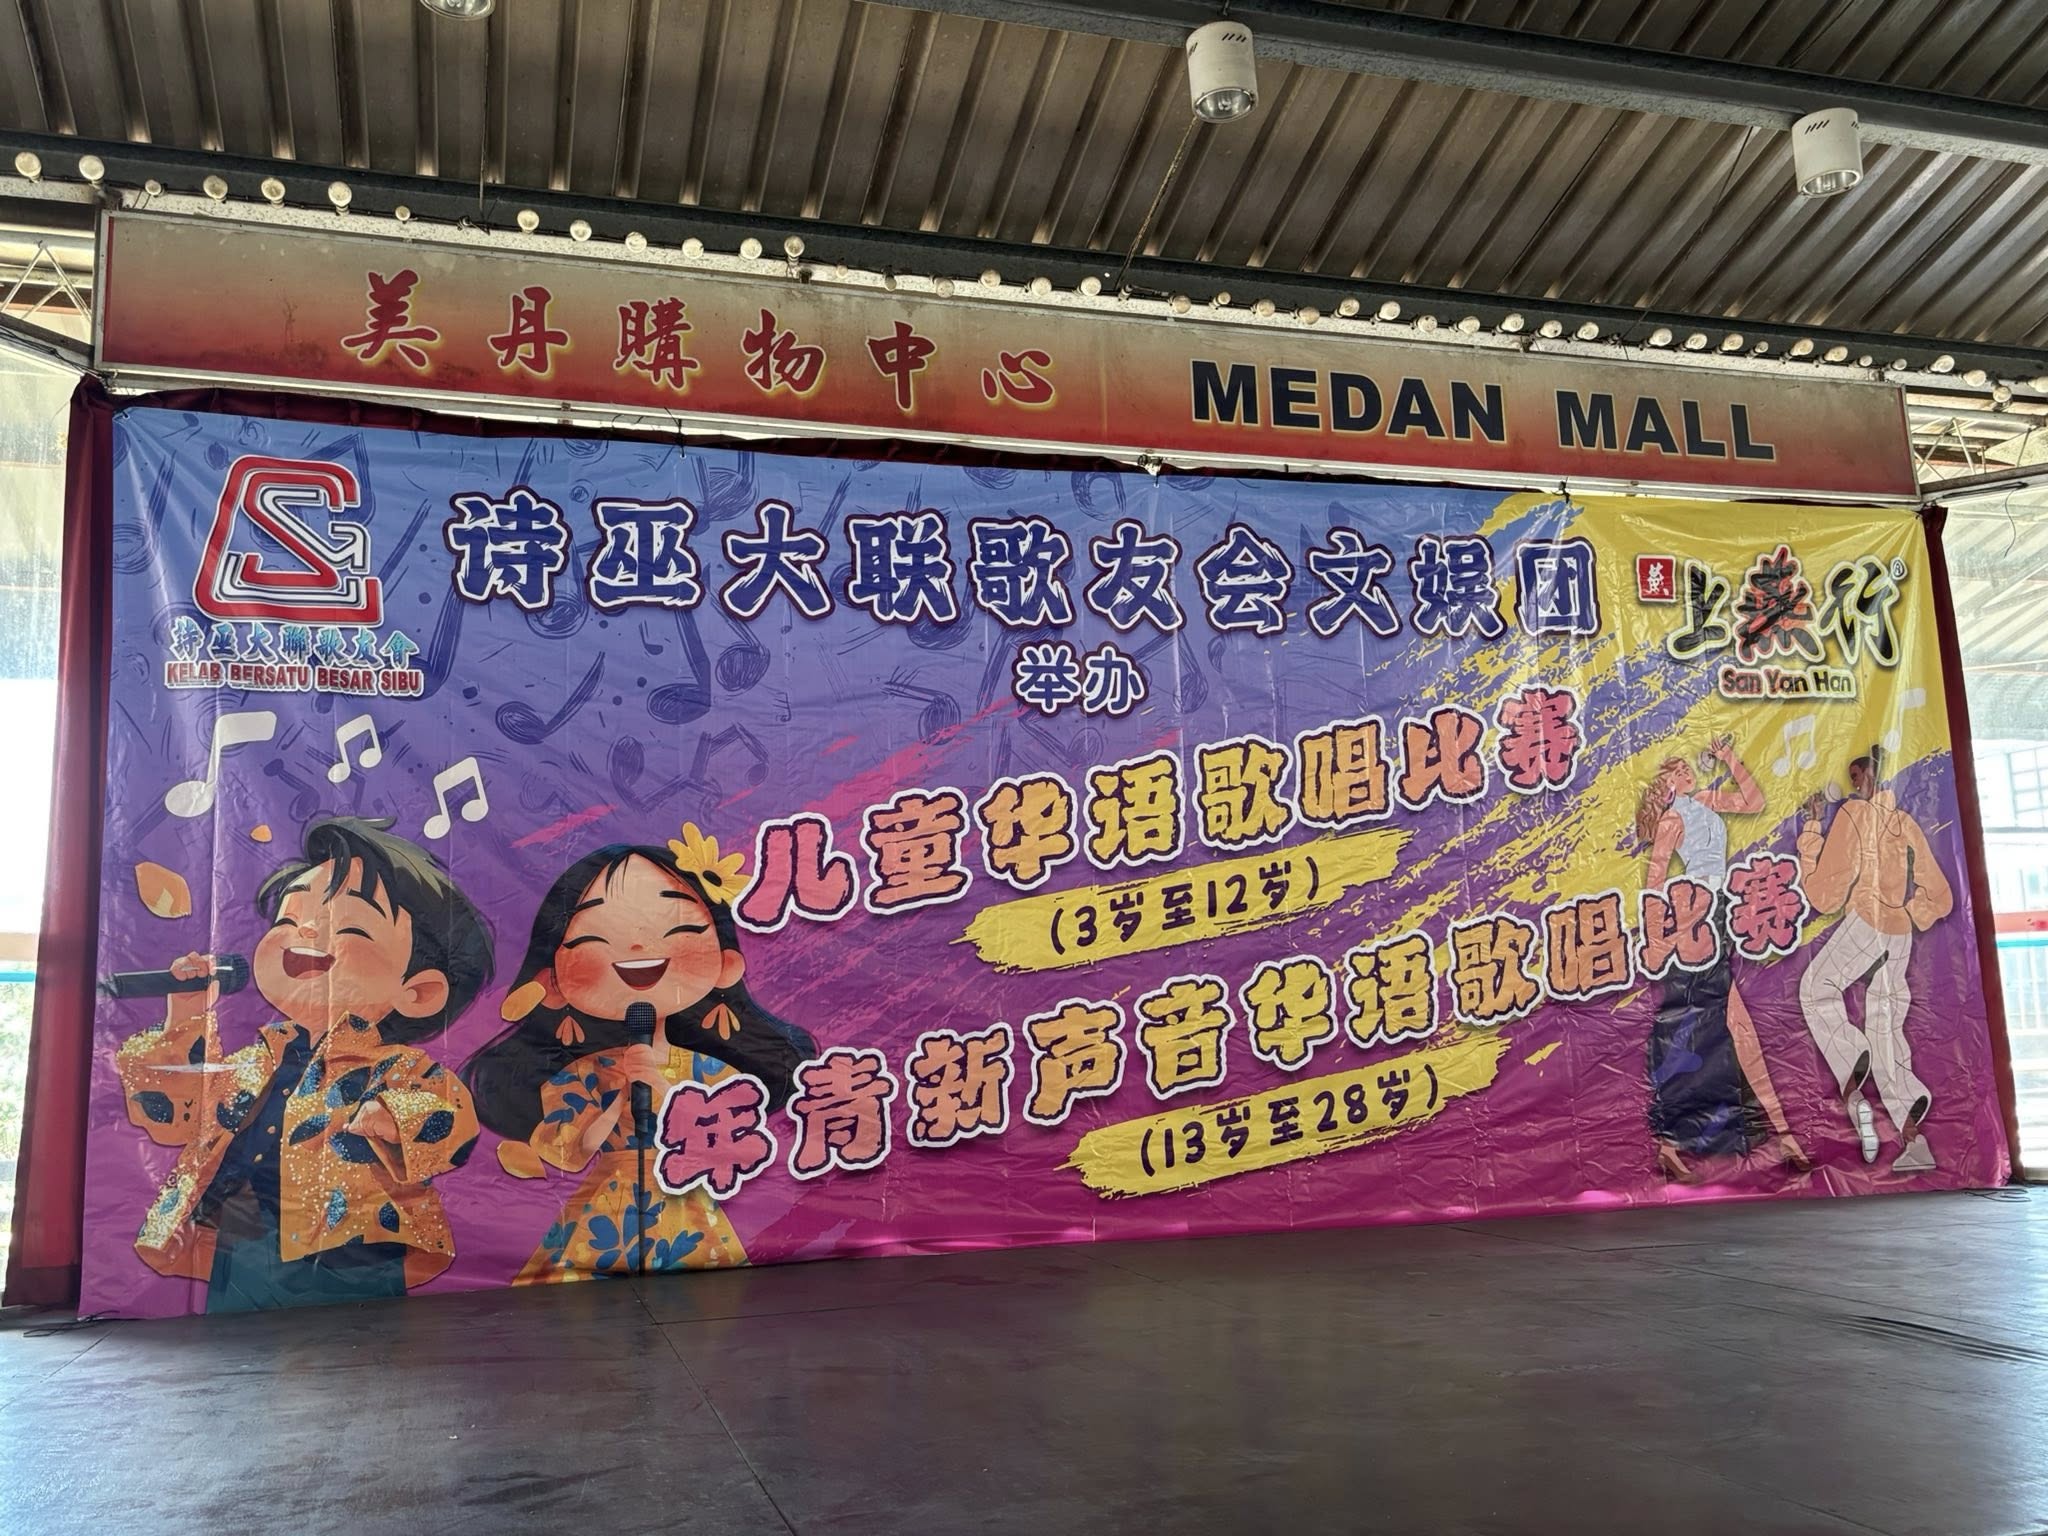 美丹購物中心 MEDAN MALL
诗巫大联歌友会文娱团
举办
詩巫大聯歌友會
KELAB BERSATU BESAR SIBU
燕
上燕行®
San Yan Han
儿童华语歌唱比赛
(3岁至12岁)
年青新声音华语歌唱比赛
(13岁至28岁)